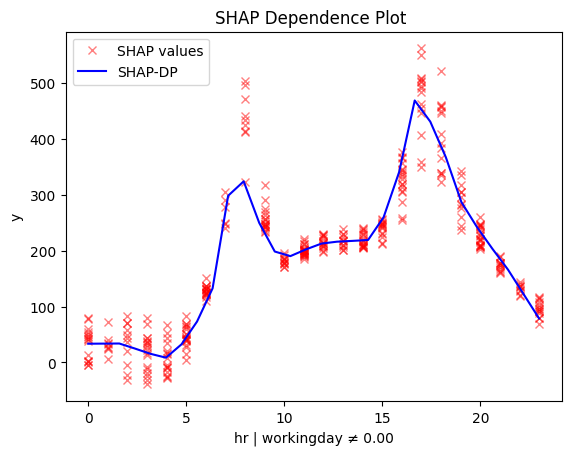 SHAP Dependence Plot
SHAP values
SHAP-DP
y
500
400
300
200
100
0
0 5 10 15 20
hr | workingday ≠ 0.00